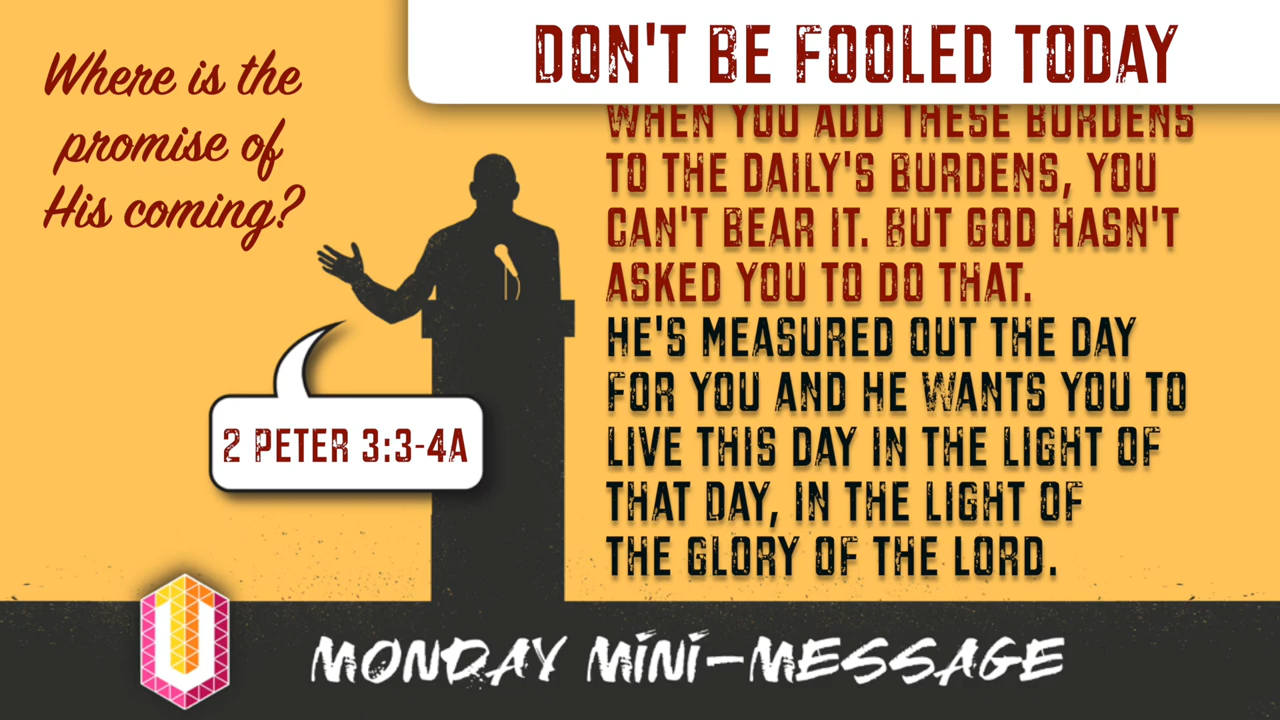 Where is the
promise of
His coming?
DON'T BE FOOLED TODAY
WHEN YOU ADD THESE BURDENS
TO THE DAILY'S BURDENS, YOU
CAN'T BEAR IT. BUT GOD HASN'T
ASKED YOU TO DO THAT.
HE'S MEASURED OUT THE DAY
FOR YOU AND HE WANTS YOU TO
LIVE THIS DAY IN THE LIGHT OF
THAT DAY, IN THE LIGHT OF
THE GLORY OF THE LORD.
2 PETER 3:3-4A
U
MONDAY MINI-MESSAGE